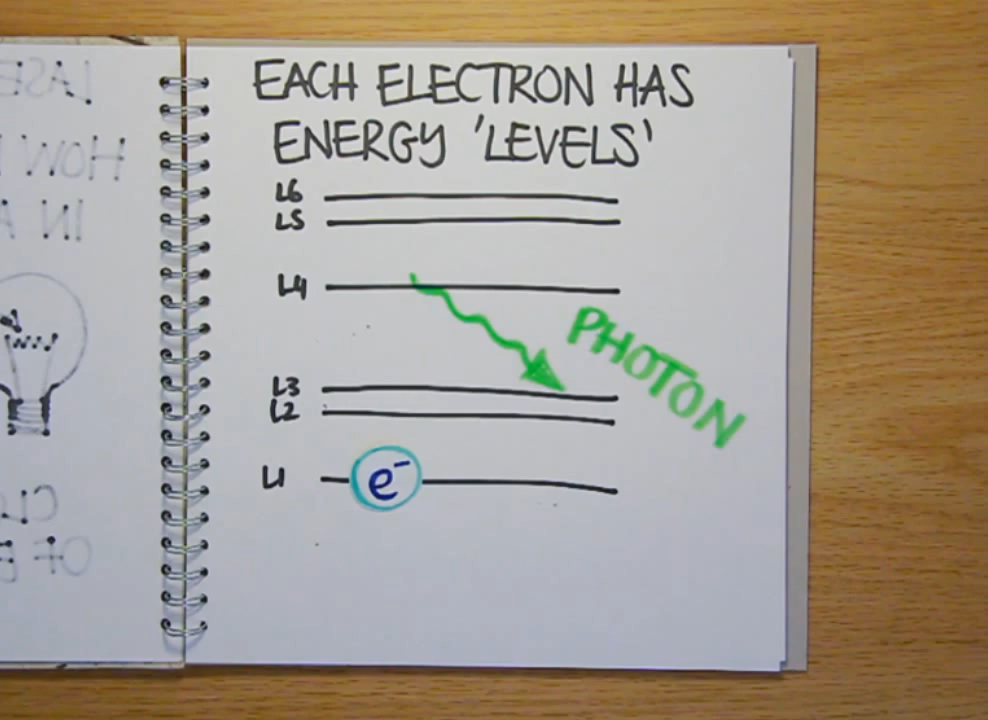 EACH ELECTRON HAS
ENERGY 'LEVELS'
L6
L5
L4
PHOTON
L3
L2
L1
e⁻